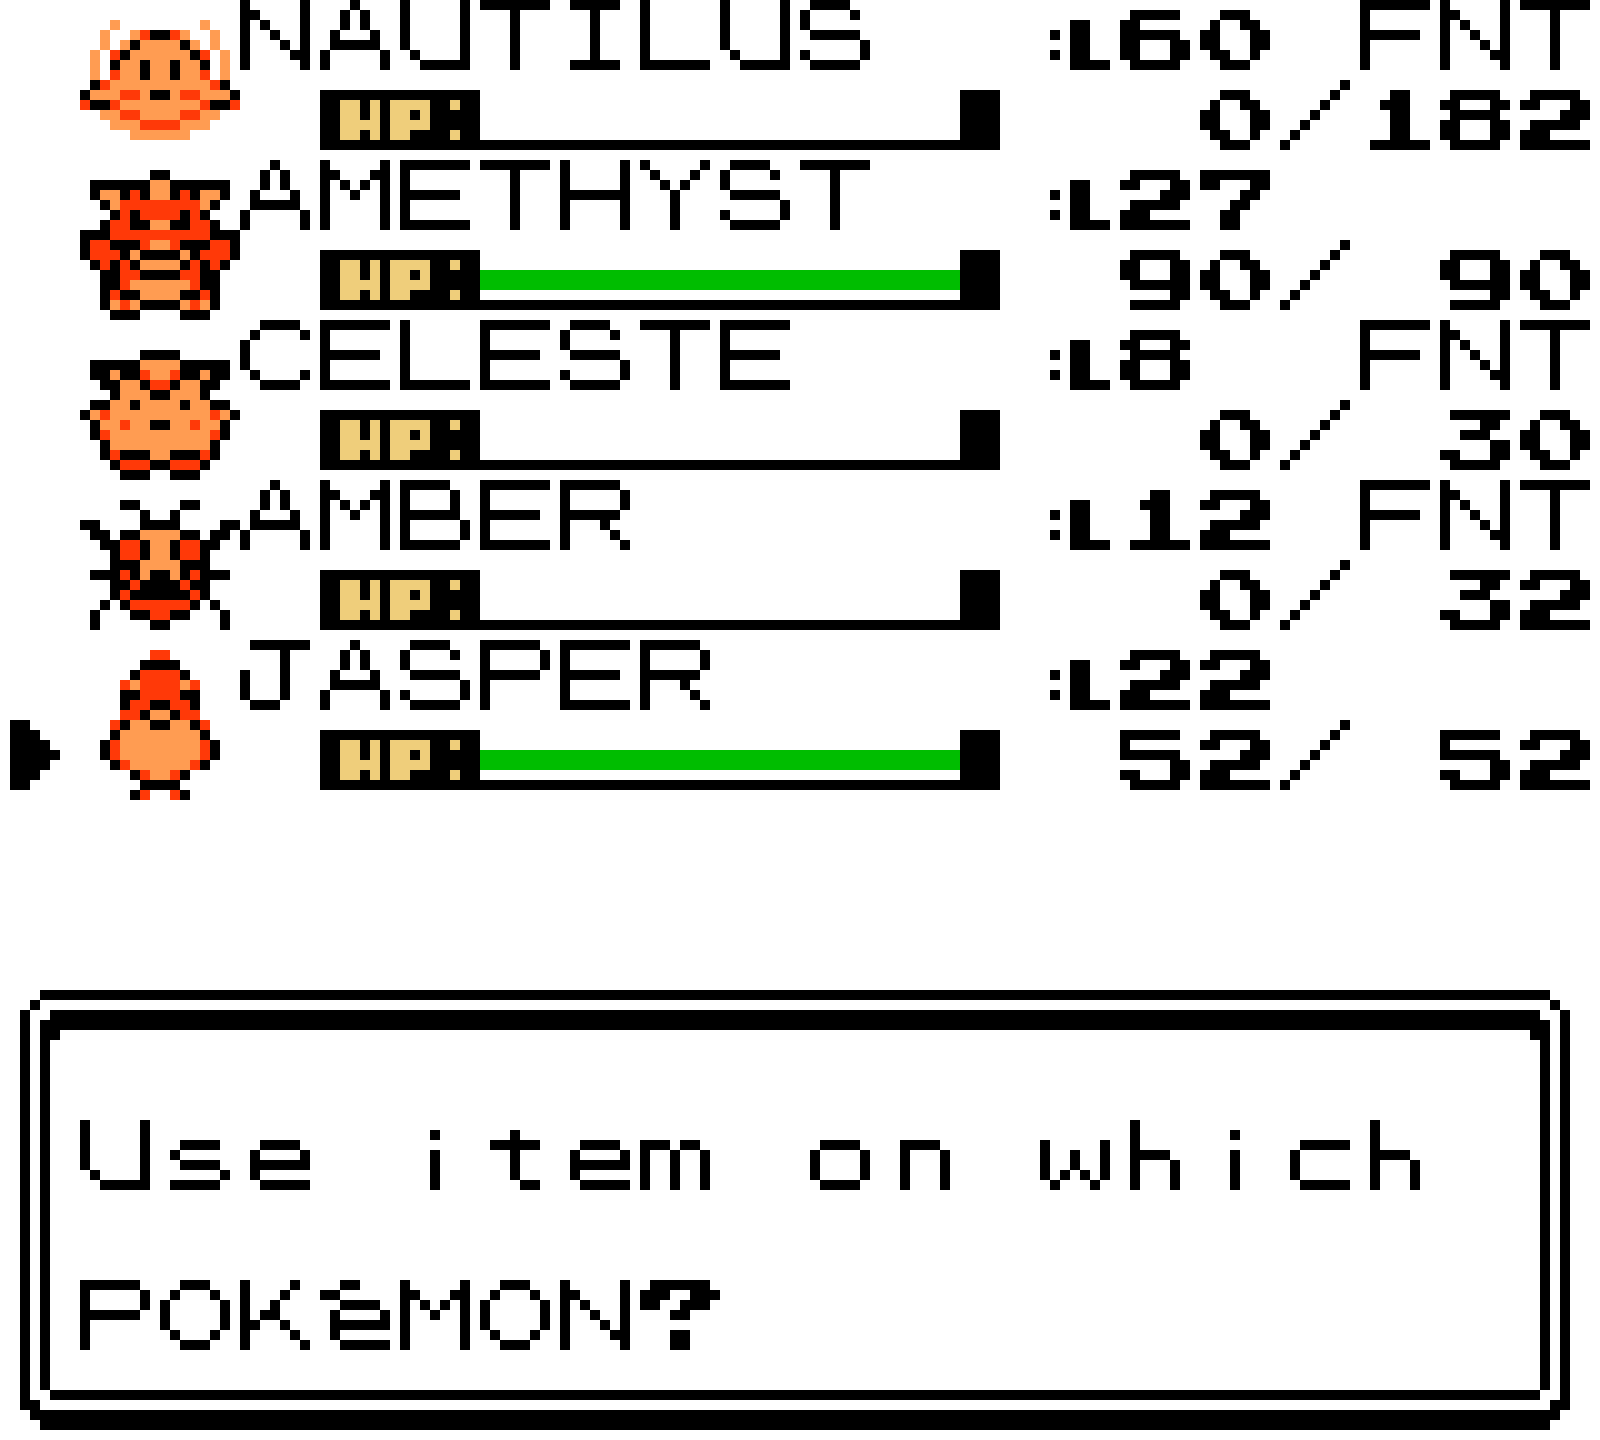 NAUTILUS :L60 FNT
HP: 0/182
AMETHYST :L27
HP: 90/ 90
CELESTE :L8 FNT
HP: 0/ 30
AMBER :L12 FNT
HP: 0/ 32
JASPER :L22
HP: 52/ 52
Use item on which
POKéMON?